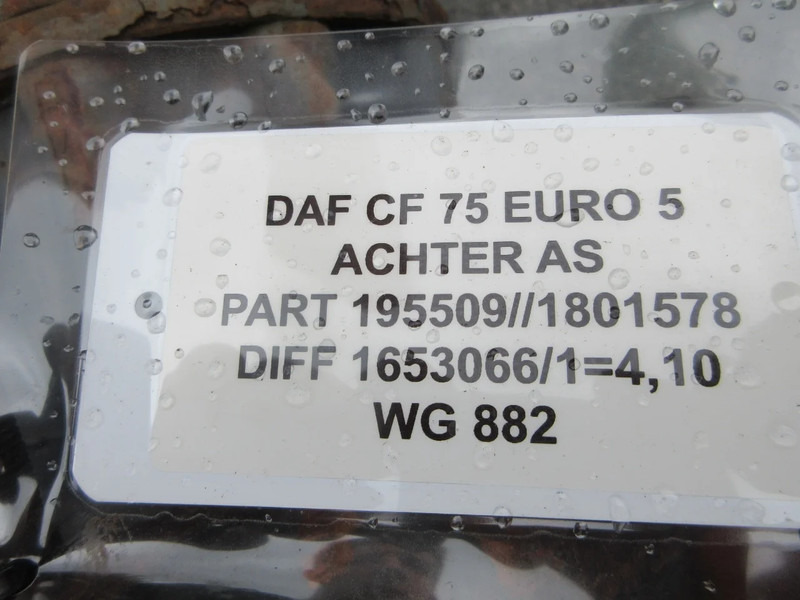 DAF CF 75 EURO 5
ACHTER AS
PART 195509//1801578
DIFF 1653066/1=4,10
WG 882